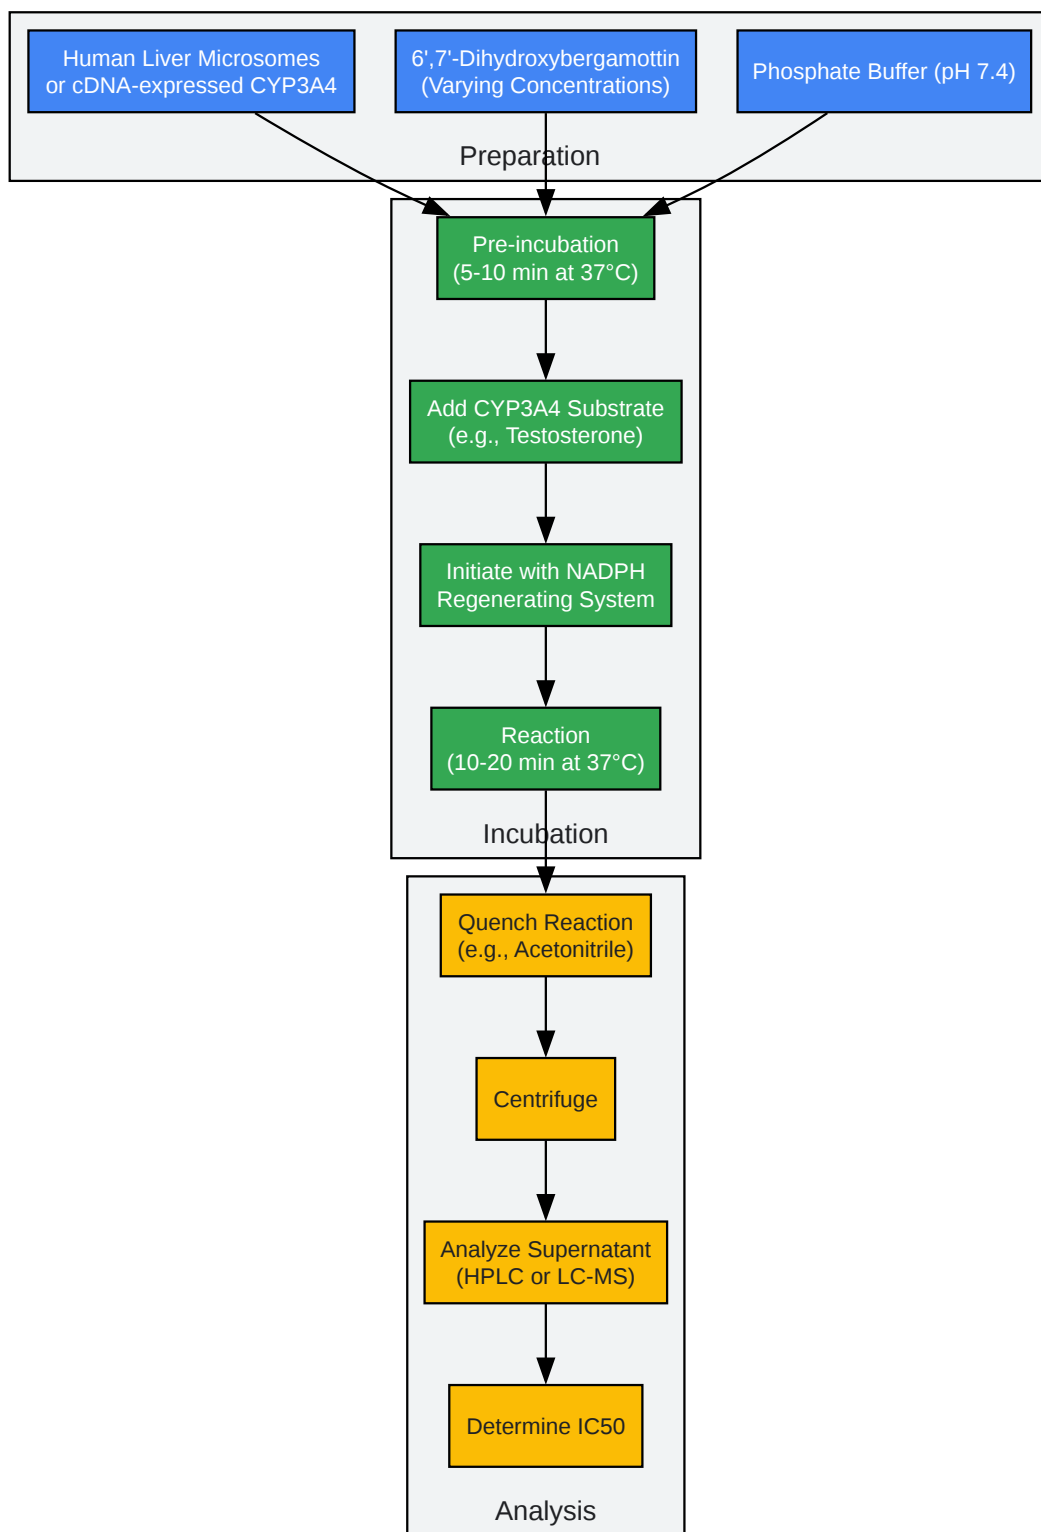 Human Liver Microsomes
or cDNA-expressed CYP3A4
6',7'-Dihydroxybergamottin
(Varying Concentrations)
Phosphate Buffer (pH 7.4)
Preparation
Pre-incubation
(5-10 min at 37°C)
Add CYP3A4 Substrate
(e.g., Testosterone)
Initiate with NADPH
Regenerating System
Reaction
(10-20 min at 37°C)
Incubation
Quench Reaction
(e.g., Acetonitrile)
Centrifuge
Analyze Supernatant
(HPLC or LC-MS)
Determine IC50
Analysis